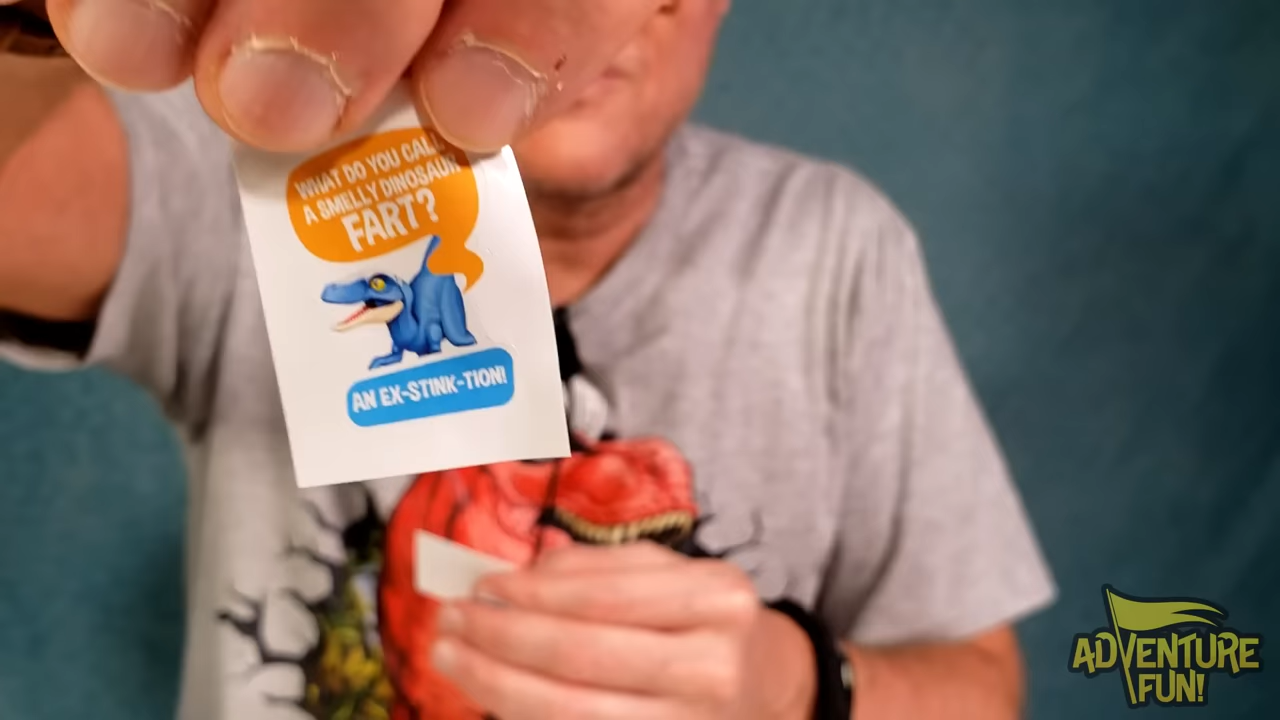 WHAT DO YOU CALL
A SMELLY DINOSAUR
FART?
AN EX-STINK-TION!
ADVENTURE
FUN!